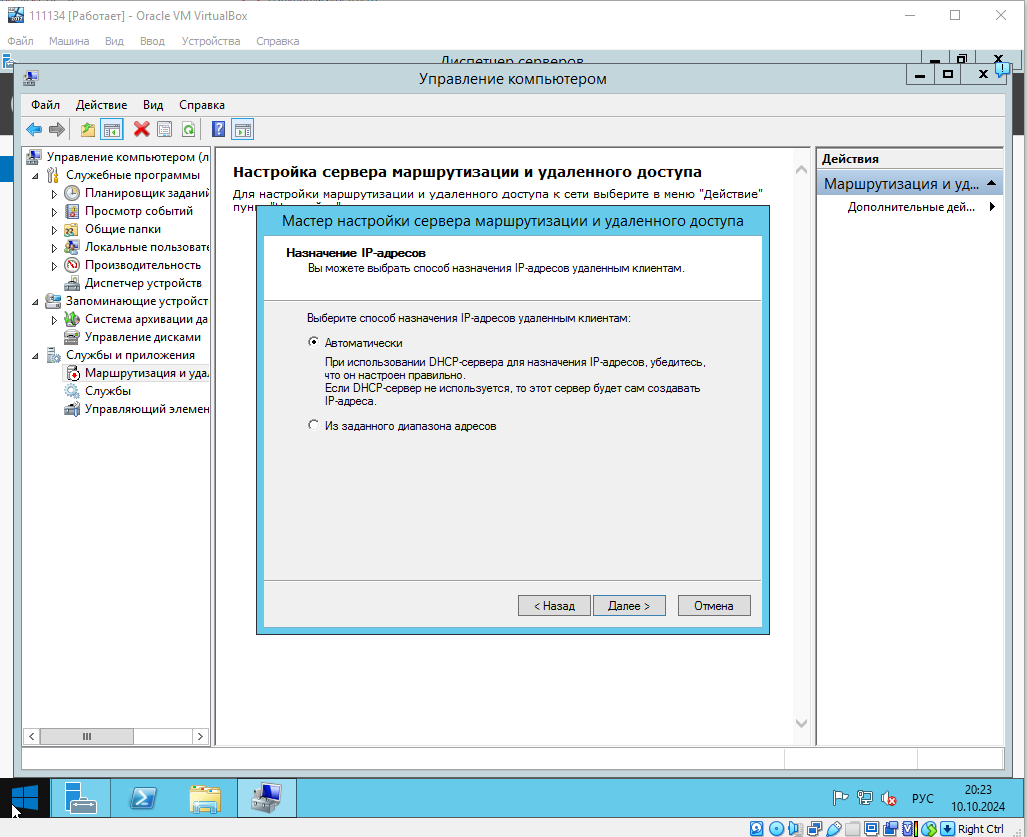 111134 [Работает] - Oracle VM VirtualBox
Файл Машина Вид Ввод Устройства Справка
Диспетчер серверов
Управление компьютером
Файл Действие Вид Справка
Управление компьютером (л
Служебные программы
Планировщик заданий
Просмотр событий
Общие папки
Локальные пользовате
Производительность
Диспетчер устройств
Запоминающие устройст
Система архивации да
Управление дисками
Службы и приложения
Маршрутизация и уда
Службы
Управляющий элемен
Настройка сервера маршрутизации и удаленного доступа
Для настройки маршрутизации и удаленного доступа к сети выберите в меню "Действие"
Мастер настройки сервера маршрутизации и удаленного доступа
Назначение IP-адресов
Вы можете выбрать способ назначения IP-адресов удаленным клиентам.
Выберите способ назначения IP-адресов удаленным клиентам:
Автоматически
При использовании DHCP-сервера для назначения IP-адресов, убедитесь,
что он настроен правильно.
Если DHCP-сервер не используется, то этот сервер будет сам создавать
IP-адреса.
Из заданного диапазона адресов
< Назад Далее > Отмена
Действия
Маршрутизация и уд...
Дополнительные дей...
РУС
20:23
10.10.2024
Right Ctrl